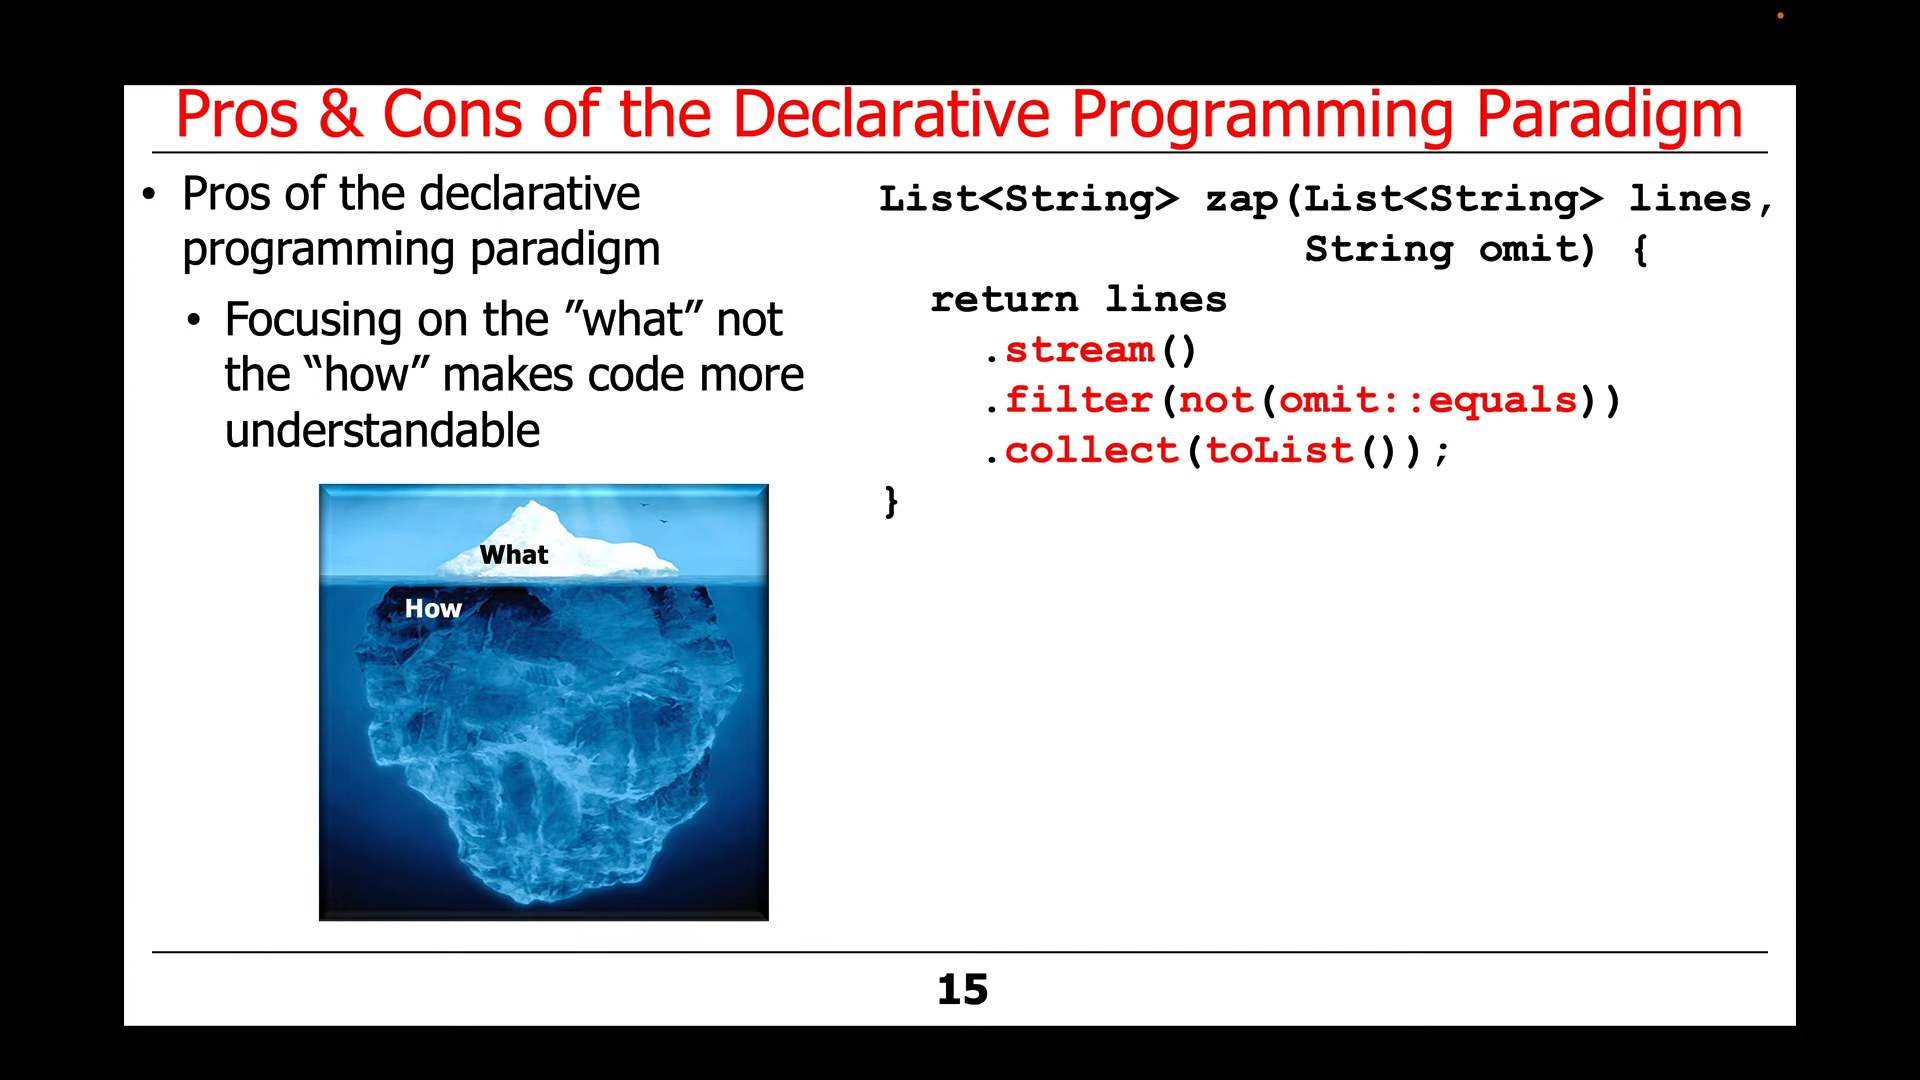 Pros & Cons of the Declarative Programming Paradigm
• Pros of the declarative
programming paradigm
• Focusing on the ”what” not
the “how” makes code more
understandable
What
How
List<String> zap(List<String> lines,
String omit) {
return lines
.stream()
.filter(not(omit::equals))
.collect(toList());
}
15